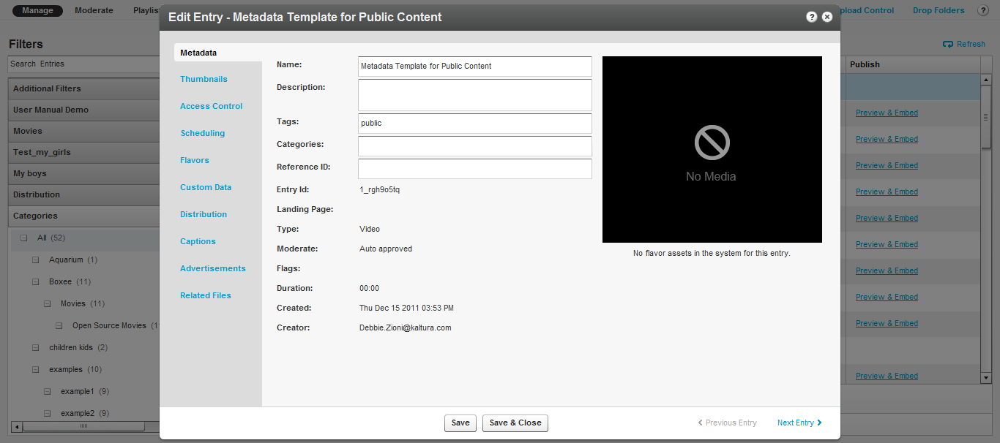 Manage Moderate Playlis
pload Control Drop Folders ?
Filters
Refresh
Search Entries
Additional Filters
User Manual Demo
Movies
Test_my_girls
My boys
Distribution
Categories
All (52)
Aquarium (1)
Boxee (11)
Movies (11)
Open Source Movies (1
children kids (2)
examples (10)
example1 (9)
example2 (9)
Edit Entry - Metadata Template for Public Content ?
Metadata
Thumbnails
Access Control
Scheduling
Flavors
Custom Data
Distribution
Captions
Advertisements
Related Files
Name: Metadata Template for Public Content
Description:
Tags: public
Categories:
Reference ID:
Entry Id: 1_rgh9o5tq
Landing Page:
Type: Video
Moderate: Auto approved
Flags:
Duration: 00:00
Created: Thu Dec 15 2011 03:53 PM
Creator: Debbie.Zioni@kaltura.com
No Media
No flavor assets in the system for this entry.
Save Save & Close Previous Entry Next Entry
Publish
Preview & Embed
Preview & Embed
Preview & Embed
Preview & Embed
Preview & Embed
Preview & Embed
Preview & Embed
Preview & Embed
Preview & Embed
Preview & Embed